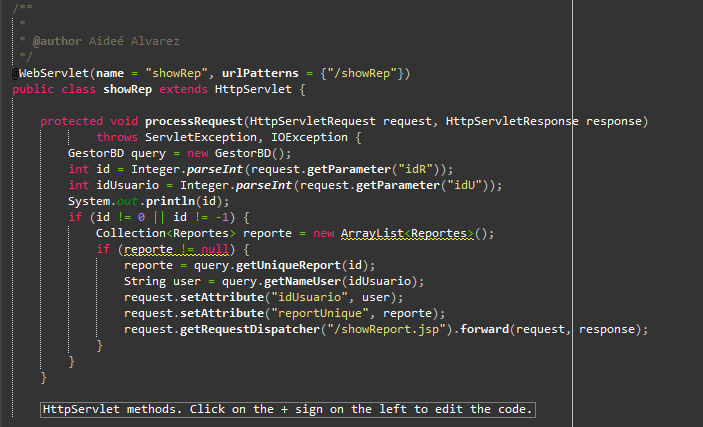 /**
 *
 * @author Aideé Alvarez
 */
@WebServlet(name = "showRep", urlPatterns = {"/showRep"})
public class showRep extends HttpServlet {

    protected void processRequest(HttpServletRequest request, HttpServletResponse response)
            throws ServletException, IOException {
        GestorBD query = new GestorBD();
        int id = Integer.parseInt(request.getParameter("idR"));
        int idUsuario = Integer.parseInt(request.getParameter("idU"));
        System.out.println(id);
        if (id != 0 || id != -1) {
            Collection<Reportes> reporte = new ArrayList<Reportes>();
            if (reporte != null) {
                reporte = query.getUniqueReport(id);
                String user = query.getNameUser(idUsuario);
                request.setAttribute("idUsuario", user);
                request.setAttribute("reportUnique", reporte);
                request.getRequestDispatcher("/showReport.jsp").forward(request, response);
            }
        }
    }

    HttpServlet methods. Click on the + sign on the left to edit the code.